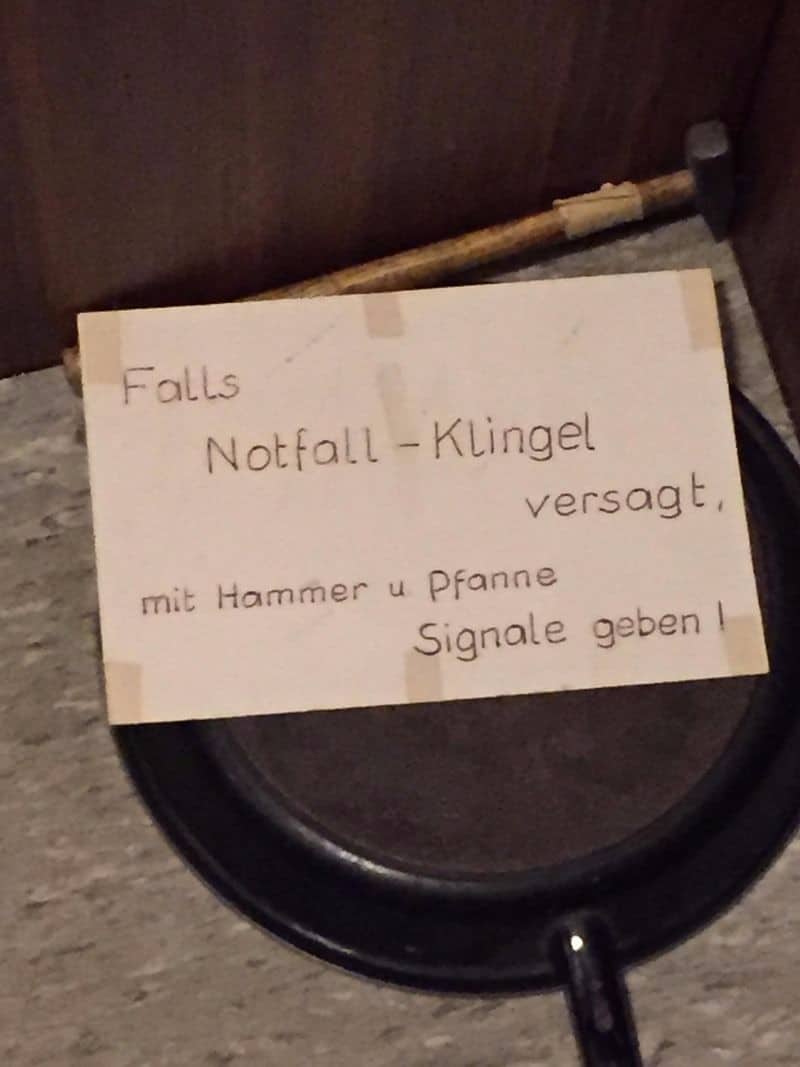 Falls
Notfall - Klingel
versagt,
mit Hammer u Pfanne
Signale geben!